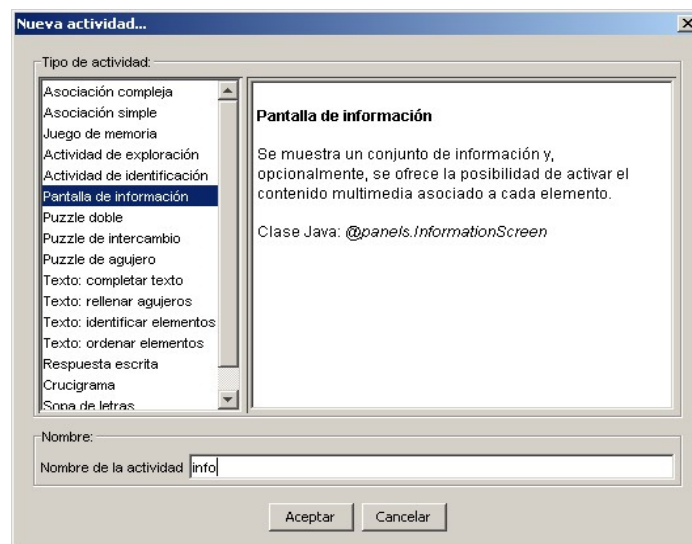 Nueva actividad...
Tipo de actividad:
Asociación compleja
Asociación simple
Juego de memoria
Actividad de exploración
Actividad de identificación
Pantalla de información
Puzzle doble
Puzzle de intercambio
Puzzle de agujero
Texto: completar texto
Texto: rellenar agujeros
Texto: identificar elementos
Texto: ordenar elementos
Respuesta escrita
Crucigrama
Sopa de letras
Pantalla de información
Se muestra un conjunto de información y,
opcionalmente, se ofrece la posibilidad de activar el
contenido multimedia asociado a cada elemento.
Clase Java: @panels.InformationScreen
Nombre:
Nombre de la actividad info
Aceptar Cancelar